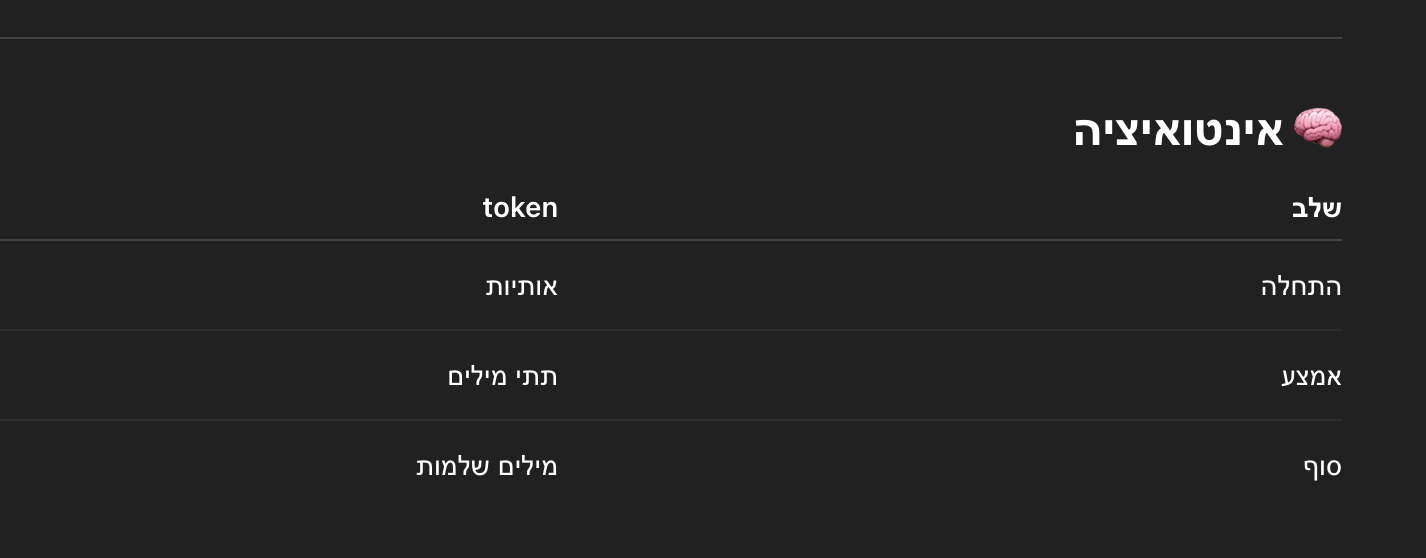 🧠 אינטואיציה
שלב token
התחלה אותיות
אמצע תתי מילים
סוף מילים שלמות